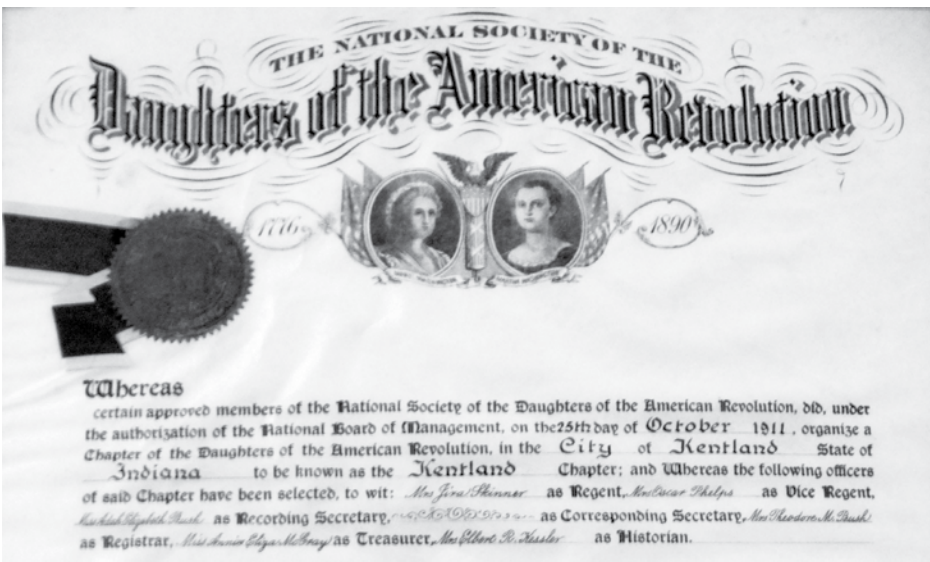 THE NATIONAL SOCIETY OF THE
Daughters of the American Revolution
1776 1890
Whereas
certain approved members of the National Society of the Daughters of the American Revolution, did, under
the authorization of the National Board of Management, on the 25th day of October 1911, organize a
Chapter of the Daughters of the American Revolution, in the City of Kentland State of
Indiana to be known as the Kentland Chapter; and Whereas the following officers
of said Chapter have been selected, to wit: Mrs Jira Skinner as Regent, Mrs Oscar Phelps as Vice Regent,
Elizabeth as Recording Secretary, as Corresponding Secretary, Mrs Theodore M. Bush
as Registrar, Miss Annie Eliza McCray as Treasurer, Mrs Elbert B. Kessler as Historian.